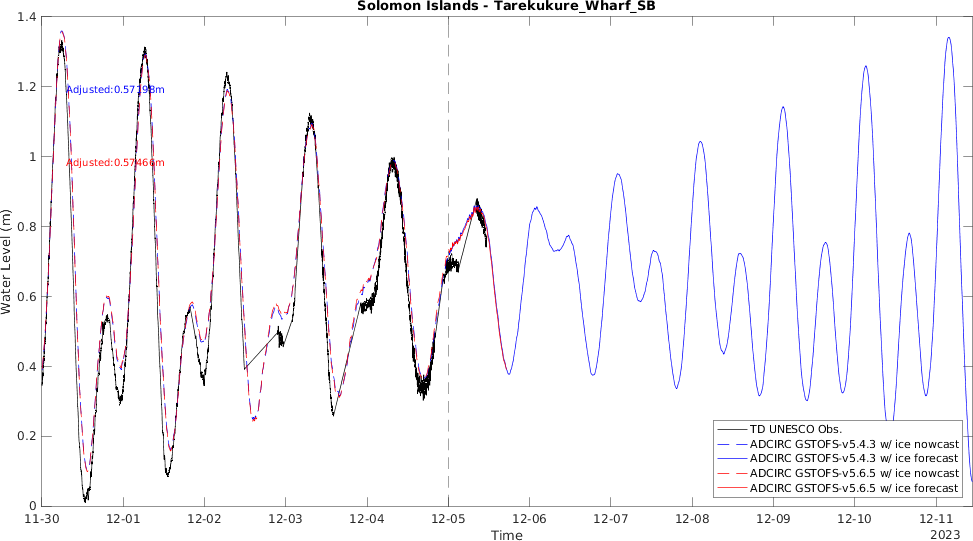 Solomon Islands - Tarekukure_Wharf_SB
1.4
1.2
1
0.8
0.6
0.4
0.2
0
Water Level (m)
Adjusted:0.57198m
Adjusted:0.57466m
TD UNESCO Obs.
ADCIRC GSTOFS-v5.4.3 w/ ice nowcast
ADCIRC GSTOFS-v5.4.3 w/ ice forecast
ADCIRC GSTOFS-v5.6.5 w/ ice nowcast
ADCIRC GSTOFS-v5.6.5 w/ ice forecast
11-30 12-01 12-02 12-03 12-04 12-05 12-06 12-07 12-08 12-09 12-10 12-11
Time 2023